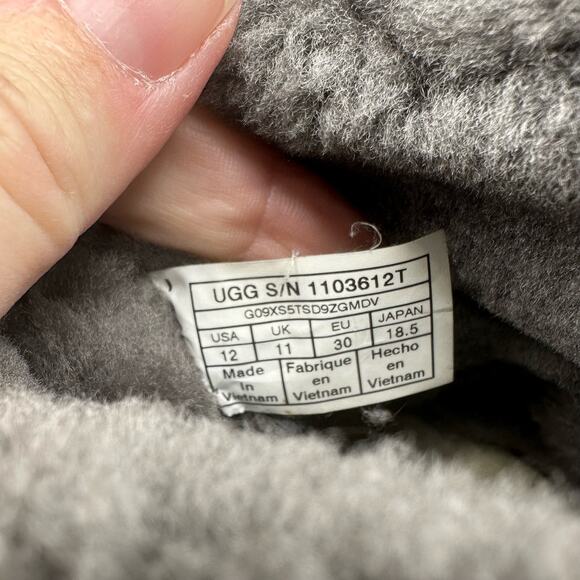 UGG S/N 1103612T
G09XS5TSD9ZGMDV
USA UK EU JAPAN
12 11 30 18.5
Made In Vietnam
Fabrique en Vietnam
Hecho en Vietnam